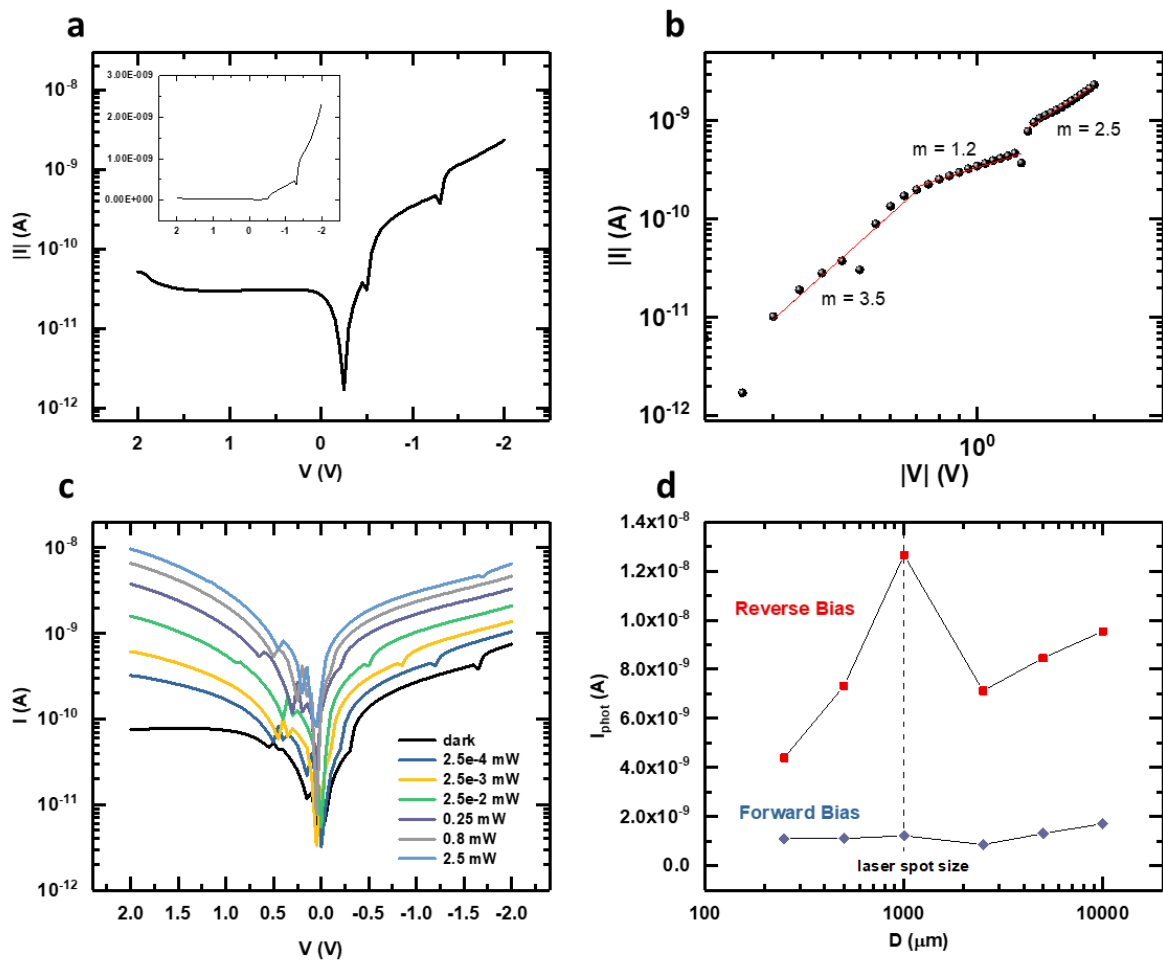 a
|I| (A)
10⁻⁸
10⁻⁹
10⁻¹⁰
10⁻¹¹
10⁻¹²
3.00E-009
2.00E-009
1.00E-009
0.00E+000
2 1 0 -1 -2
2 1 0 -1 -2
V (V)
b
|I| (A)
10⁻⁹
10⁻¹⁰
10⁻¹¹
10⁻¹²
m = 1.2
m = 2.5
m = 3.5
10⁰
|V| (V)
c
I (A)
10⁻⁸
10⁻⁹
10⁻¹⁰
10⁻¹¹
10⁻¹²
dark
2.5e-4 mW
2.5e-3 mW
2.5e-2 mW
0.25 mW
0.8 mW
2.5 mW
2.0 1.5 1.0 0.5 0.0 -0.5 -1.0 -1.5 -2.0
V (V)
d
I_phot (A)
1.4x10⁻⁸
1.2x10⁻⁸
1.0x10⁻⁸
8.0x10⁻⁹
6.0x10⁻⁹
4.0x10⁻⁹
2.0x10⁻⁹
0.0
Reverse Bias
Forward Bias
laser spot size
100 1000 10000
D (μm)